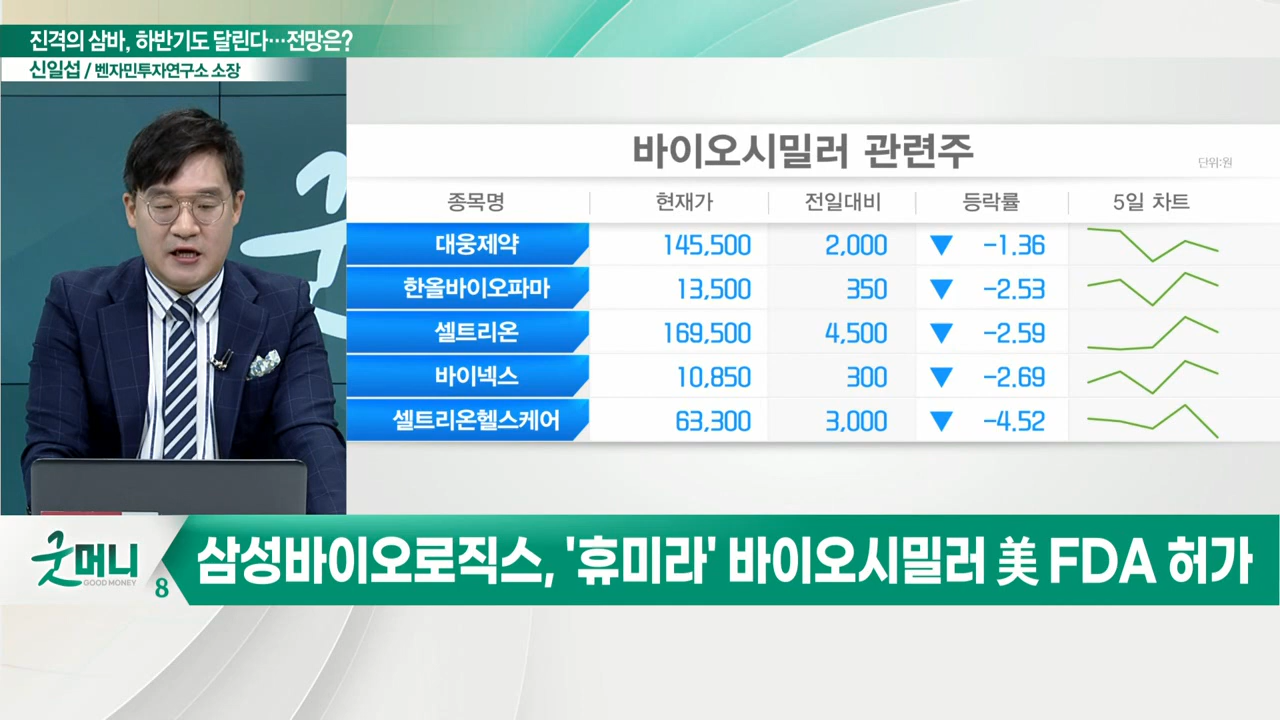 진격의 삼바, 하반기도 달린다…전망은?
신일섭 / 벤자민투자연구소 소장
바이오시밀러 관련주
단위:원
종목명 현재가 전일대비 등락률 5일 차트
대웅제약 145,500 2,000 ▼ -1.36
한올바이오파마 13,500 350 ▼ -2.53
셀트리온 169,500 4,500 ▼ -2.59
바이넥스 10,850 300 ▼ -2.69
셀트리온헬스케어 63,300 3,000 ▼ -4.52
굿머니
GOOD MONEY
8
삼성바이오로직스, '휴미라' 바이오시밀러 美 FDA 허가